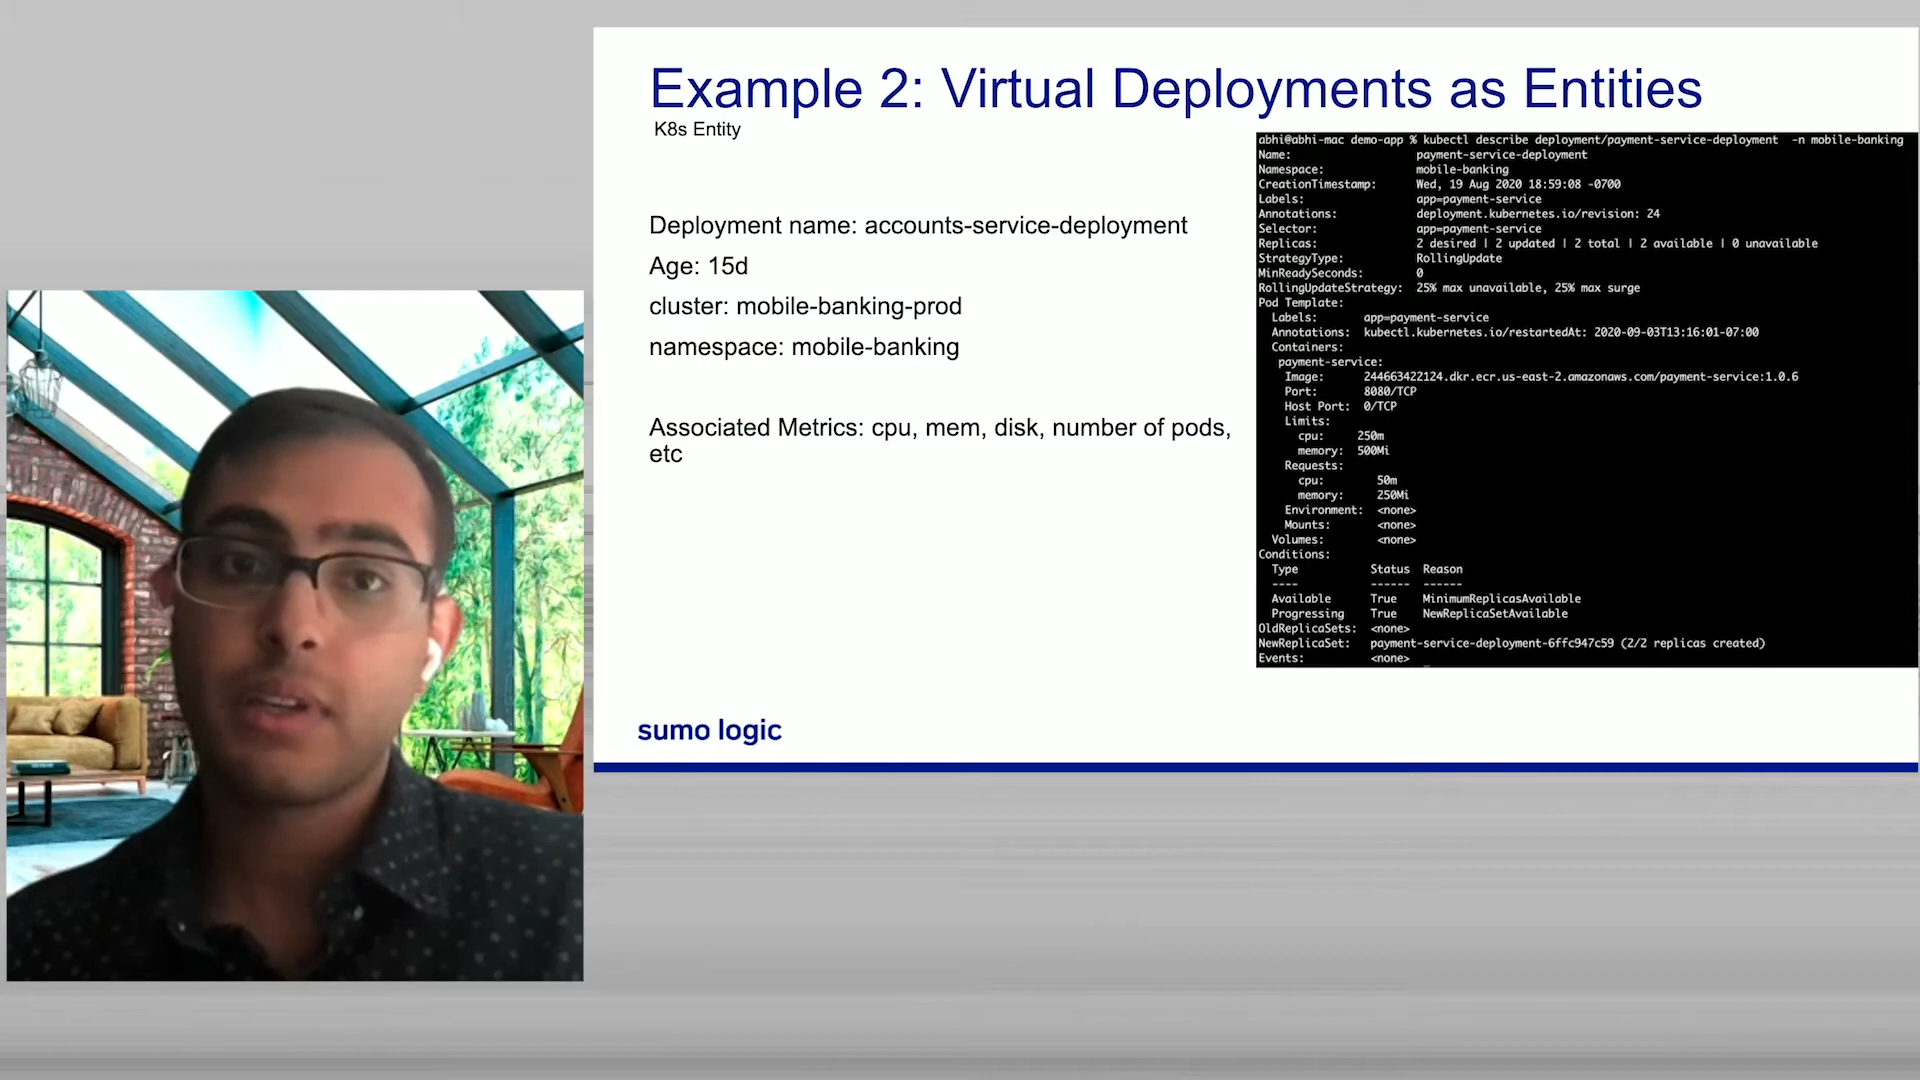 Example 2: Virtual Deployments as Entities
K8s Entity
Deployment name: accounts-service-deployment
Age: 15d
cluster: mobile-banking-prod
namespace: mobile-banking
Associated Metrics: cpu, mem, disk, number of pods,
etc
abhi@abhi-mac demo-app % kubectl describe deployment/payment-service-deployment  -n mobile-banking
Name: payment-service-deployment
Namespace: mobile-banking
CreationTimestamp: Wed, 19 Aug 2020 18:59:08 -0700
Labels: app=payment-service
Annotations: deployment.kubernetes.io/revision: 24
Selector: app=payment-service
Replicas: 2 desired | 2 updated | 2 total | 2 available | 0 unavailable
StrategyType: RollingUpdate
MinReadySeconds: 0
RollingUpdateStrategy: 25% max unavailable, 25% max surge
Pod Template:
Labels: app=payment-service
Annotations: kubectl.kubernetes.io/restartedAt: 2020-09-03T13:16:01-07:00
Containers:
payment-service:
Image: 244663422124.dkr.ecr.us-east-2.amazonaws.com/payment-service:1.0.6
Port: 8080/TCP
Host Port: 0/TCP
Limits:
cpu: 250m
memory: 500Mi
Requests:
cpu: 50m
memory: 250Mi
Environment: <none>
Mounts: <none>
Volumes: <none>
Conditions:
Type Status Reason
---- ------ ------
Available True MinimumReplicasAvailable
Progressing True NewReplicaSetAvailable
OldReplicaSets: <none>
NewReplicaSet: payment-service-deployment-6ffc947c59 (2/2 replicas created)
Events: <none>
sumo logic